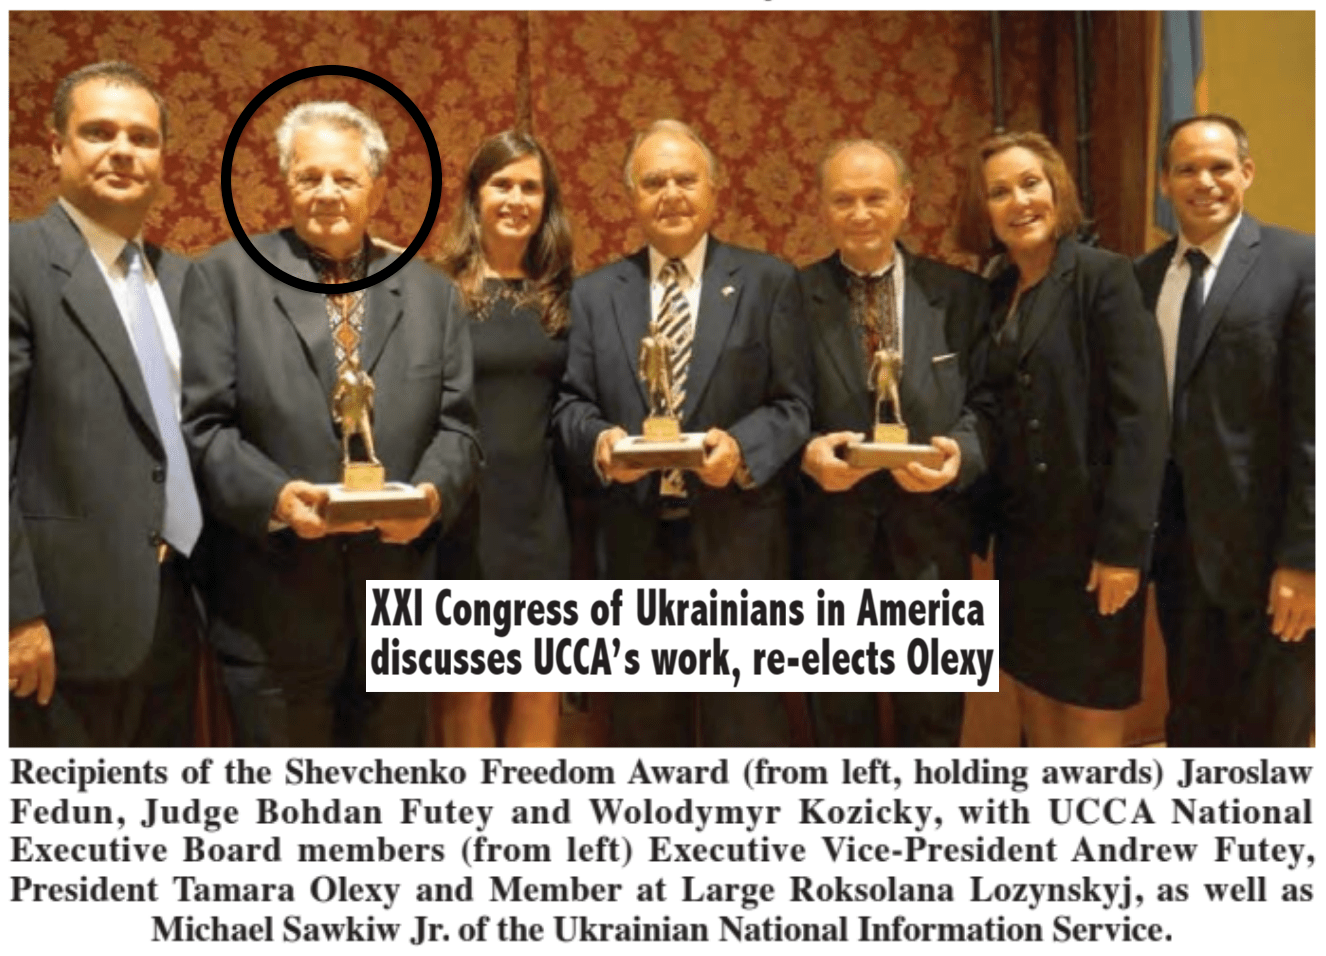 XXI Congress of Ukrainians in America
discusses UCCA's work, re-elects Olexy
Recipients of the Shevchenko Freedom Award (from left, holding awards) Jaroslaw
Fedun, Judge Bohdan Futey and Wolodymyr Kozicky, with UCCA National
Executive Board members (from left) Executive Vice-President Andrew Futey,
President Tamara Olexy and Member at Large Roksolana Lozynskyj, as well as
Michael Sawkiw Jr. of the Ukrainian National Information Service.